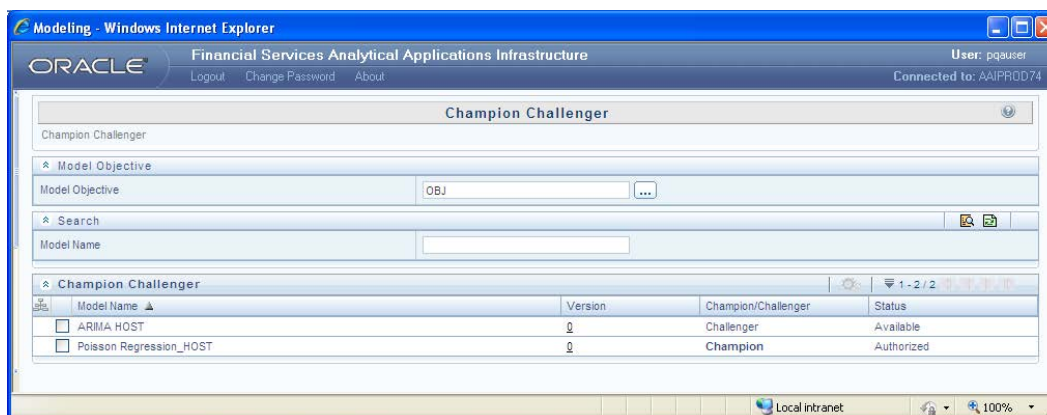 Modeling - Windows Internet Explorer
ORACLE
Financial Services Analytical Applications Infrastructure
User: pqauser
Logout Change Password About
Connected to: AAIPROD74
Champion Challenger
Champion Challenger
Model Objective
Model Objective OBJ ...
Search
Model Name
Champion Challenger 1 - 2 / 2
Model Name Version Champion/Challenger Status
ARIMA HOST 0 Challenger Available
Poisson Regression_HOST 0 Champion Authorized
Local intranet 100%